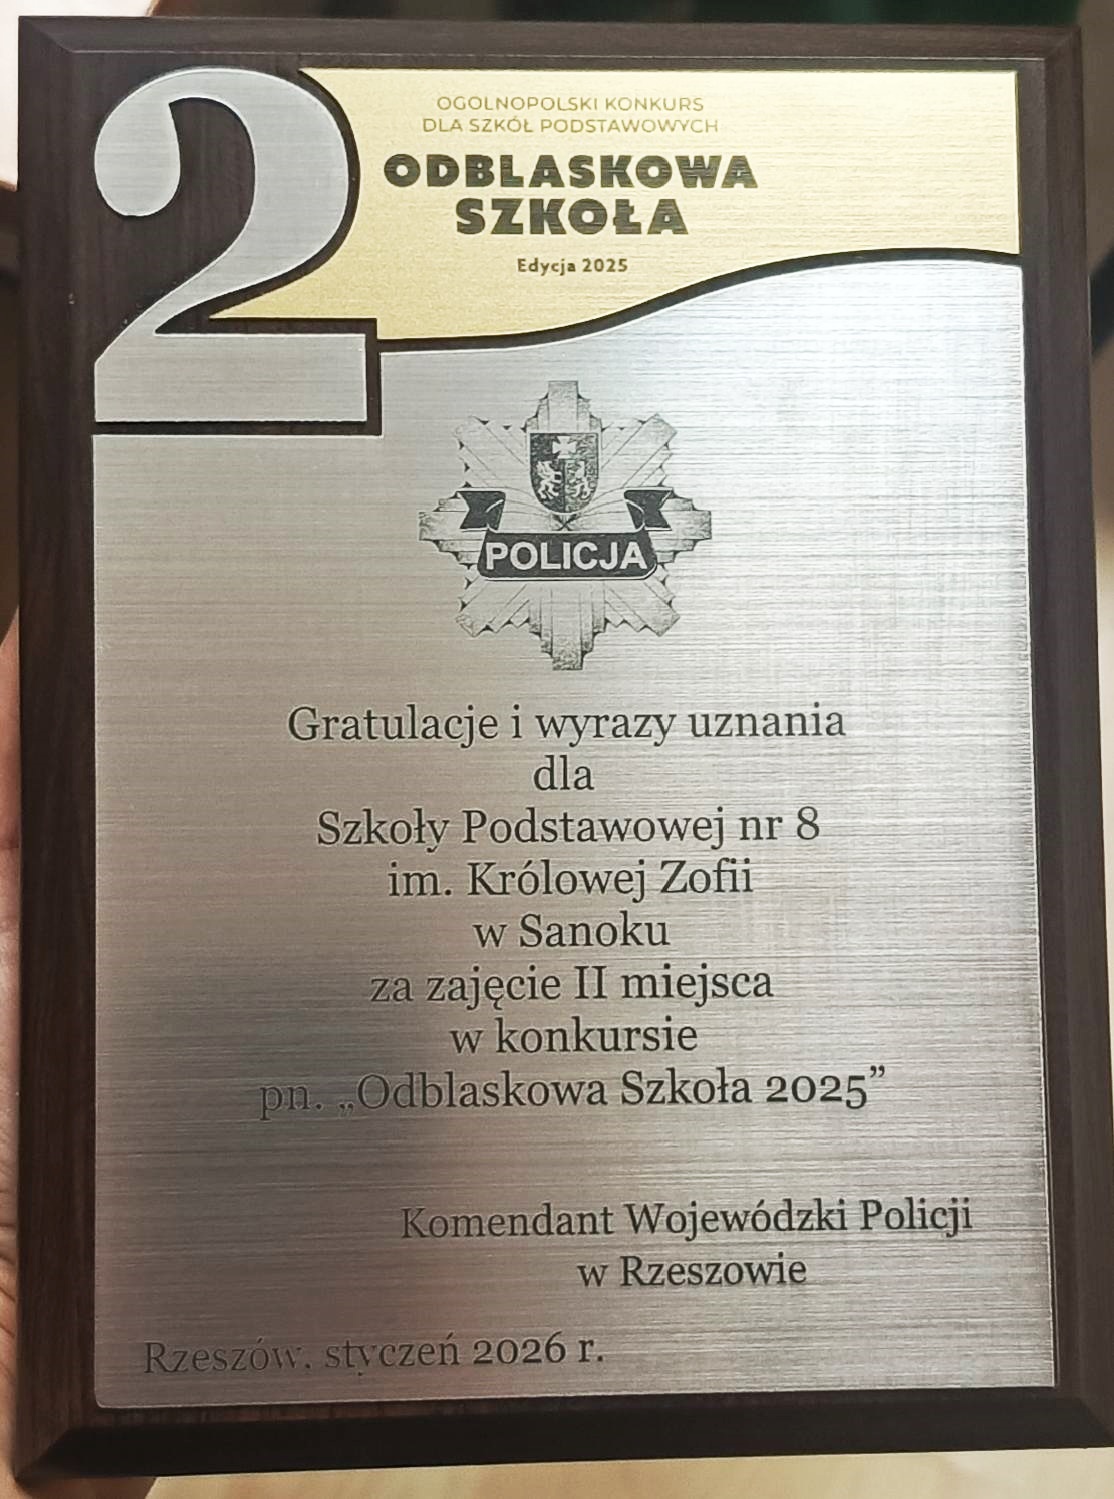 2
OGOLNOPOLSKI KONKURS
DLA SZKÓŁ PODSTAWOWYCH
ODBLASKOWA
SZKOŁA
Edycja 2025
POLICJA
Gratulacje i wyrazy uznania
dla
Szkoły Podstawowej nr 8
im. Królowej Zofii
w Sanoku
za zajęcie II miejsca
w konkursie
pn. „Odblaskowa Szkoła 2025”
Komendant Wojewódzki Policji
w Rzeszowie
Rzeszów, styczeń 2026 r.